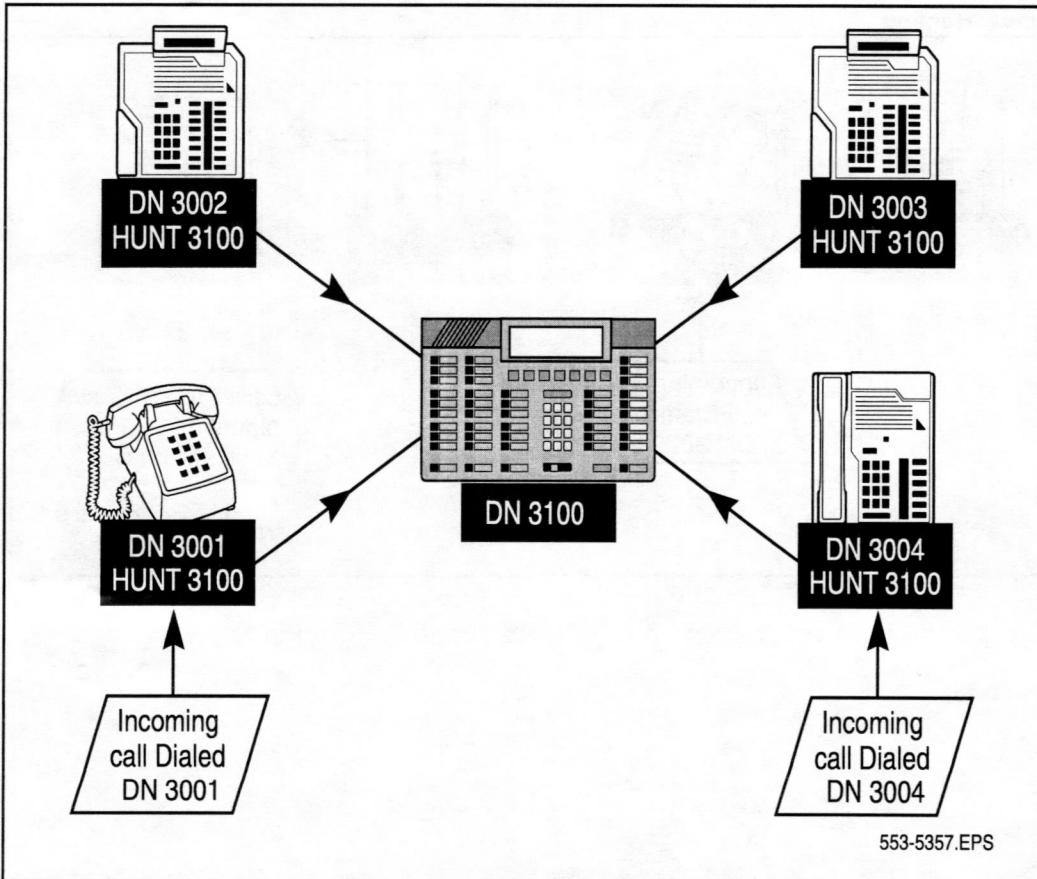 DN 3002
HUNT 3100
DN 3003
HUNT 3100
DN 3100
DN 3001
HUNT 3100
DN 3004
HUNT 3100
Incoming
call Dialed
DN 3001
Incoming
call Dialed
DN 3004
553-5357.EPS